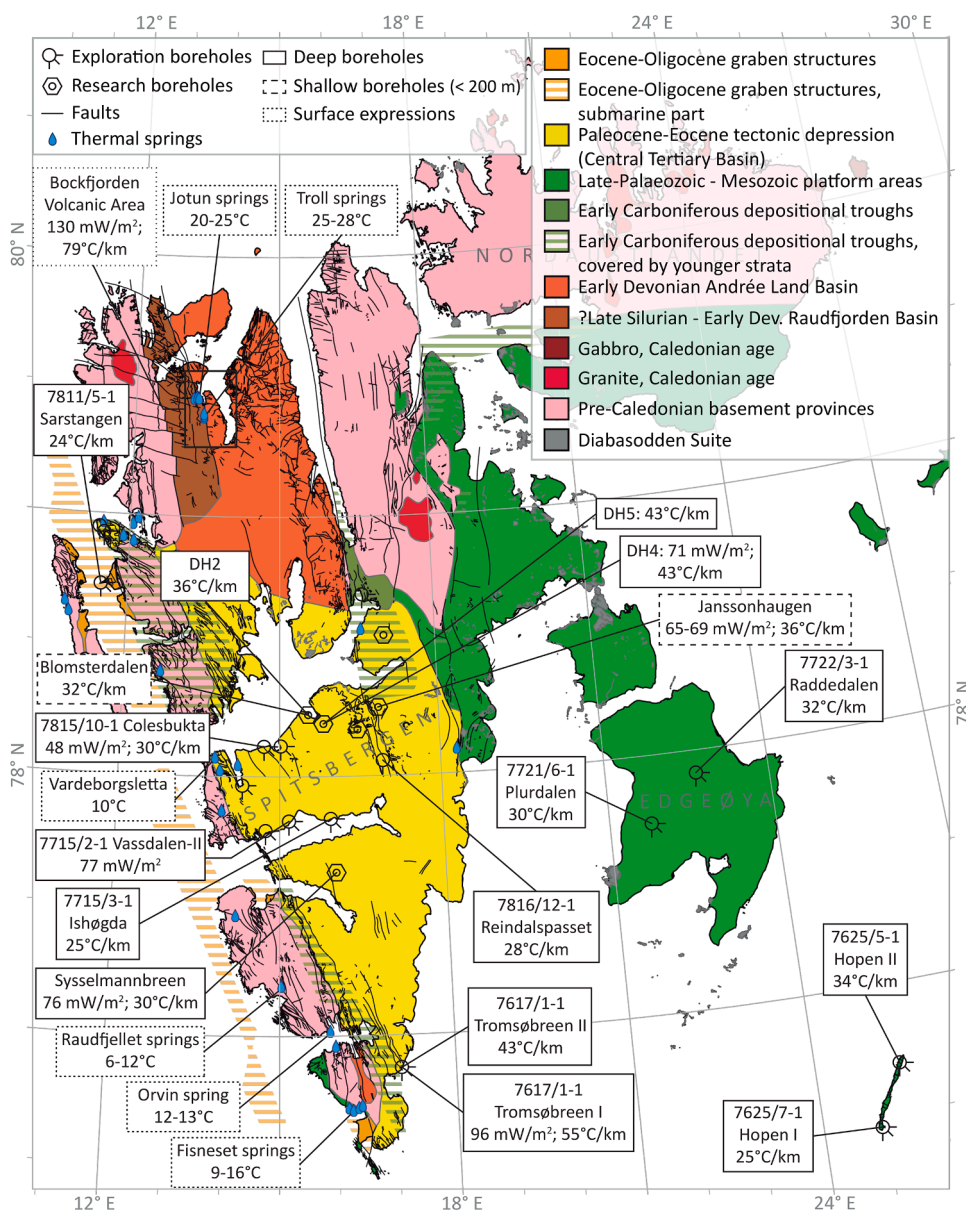 12° E
18° E
24° E
30° E
Exploration boreholes
Research boreholes
Faults
Thermal springs
Deep boreholes
Shallow boreholes (< 200 m)
Surface expressions
Eocene-Oligocene graben structures
Eocene-Oligocene graben structures,
submarine part
Paleocene-Eocene tectonic depression
(Central Tertiary Basin)
Late-Palaeozoic - Mesozoic platform areas
Early Carboniferous depositional troughs
Early Carboniferous depositional troughs,
covered by younger strata
Early Devonian Andrée Land Basin
?Late Silurian - Early Dev. Raudfjorden Basin
Gabbro, Caledonian age
Granite, Caledonian age
Pre-Caledonian basement provinces
Diabasodden Suite
Bockfjorden
Volcanic Area
130 mW/m²;
79°C/km
Jotun springs
20-25°C
Troll springs
25-28°C
80° N
NORDAUSTLANDET
7811/5-1
Sarstangen
24°C/km
DH5: 43°C/km
DH4: 71 mW/m²;
43°C/km
DH2
36°C/km
Janssonhaugen
65-69 mW/m²; 36°C/km
Blomsterdalen
32°C/km
7722/3-1
Raddedalen
32°C/km
78° N
7815/10-1 Colesbukta
48 mW/m²; 30°C/km
SPITSBERGEN
78° N
Vardeborgsletta
10°C
7721/6-1
Plurdalen
30°C/km
EDGEØYA
7715/2-1 Vassdalen-II
77 mW/m²
7715/3-1
Ishøgda
25°C/km
7816/12-1
Reindalspasset
28°C/km
7625/5-1
Hopen II
34°C/km
Sysselmannbreen
76 mW/m²; 30°C/km
7617/1-1
Tromsøbreen II
43°C/km
Raudfjellet springs
6-12°C
Orvin spring
12-13°C
7617/1-1
Tromsøbreen I
96 mW/m²; 55°C/km
7625/7-1
Hopen I
25°C/km
Fisneset springs
9-16°C
12° E
18° E
24° E